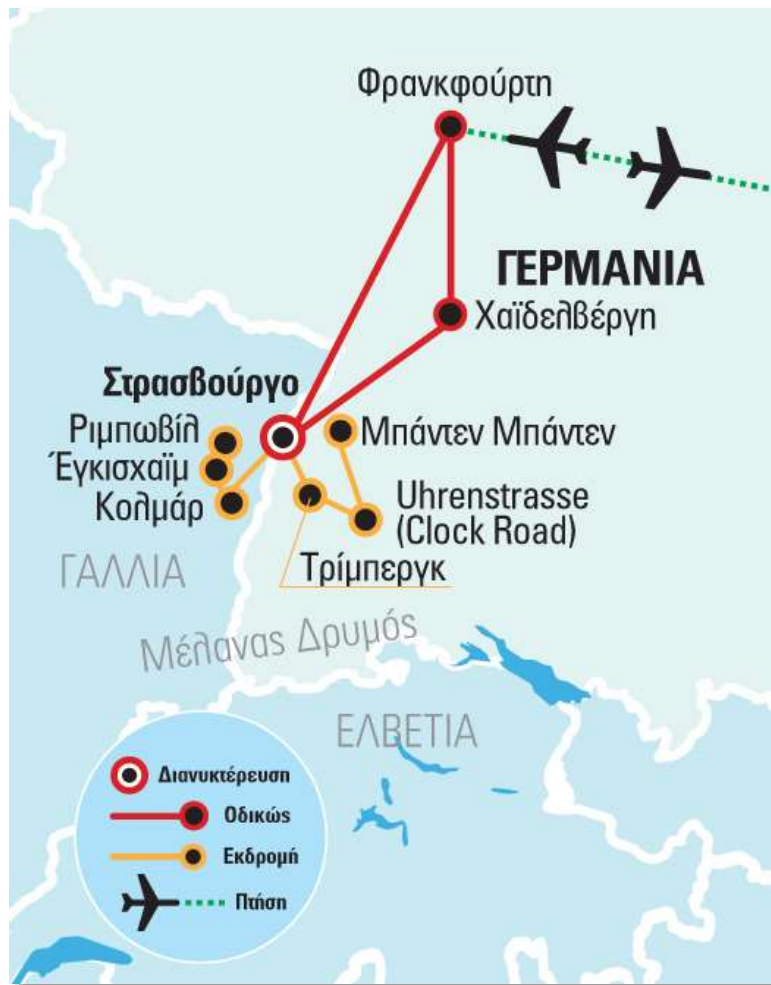 Φρανκφούρτη
ΓΕΡΜΑΝΙΑ
Χαϊδελβέργη
Στρασβούργο
Ριμπωβίλ
Έγκισχαϊμ
Κολμάρ
Μπάντεν Μπάντεν
Uhrenstrasse
(Clock Road)
Τρίμπεργκ
ΓΑΛΛΙΑ
Μέλανας Δρυμός
ΕΛΒΕΤΙΑ
Διανυκτέρευση
Οδικώς
Εκδρομή
Πτήση